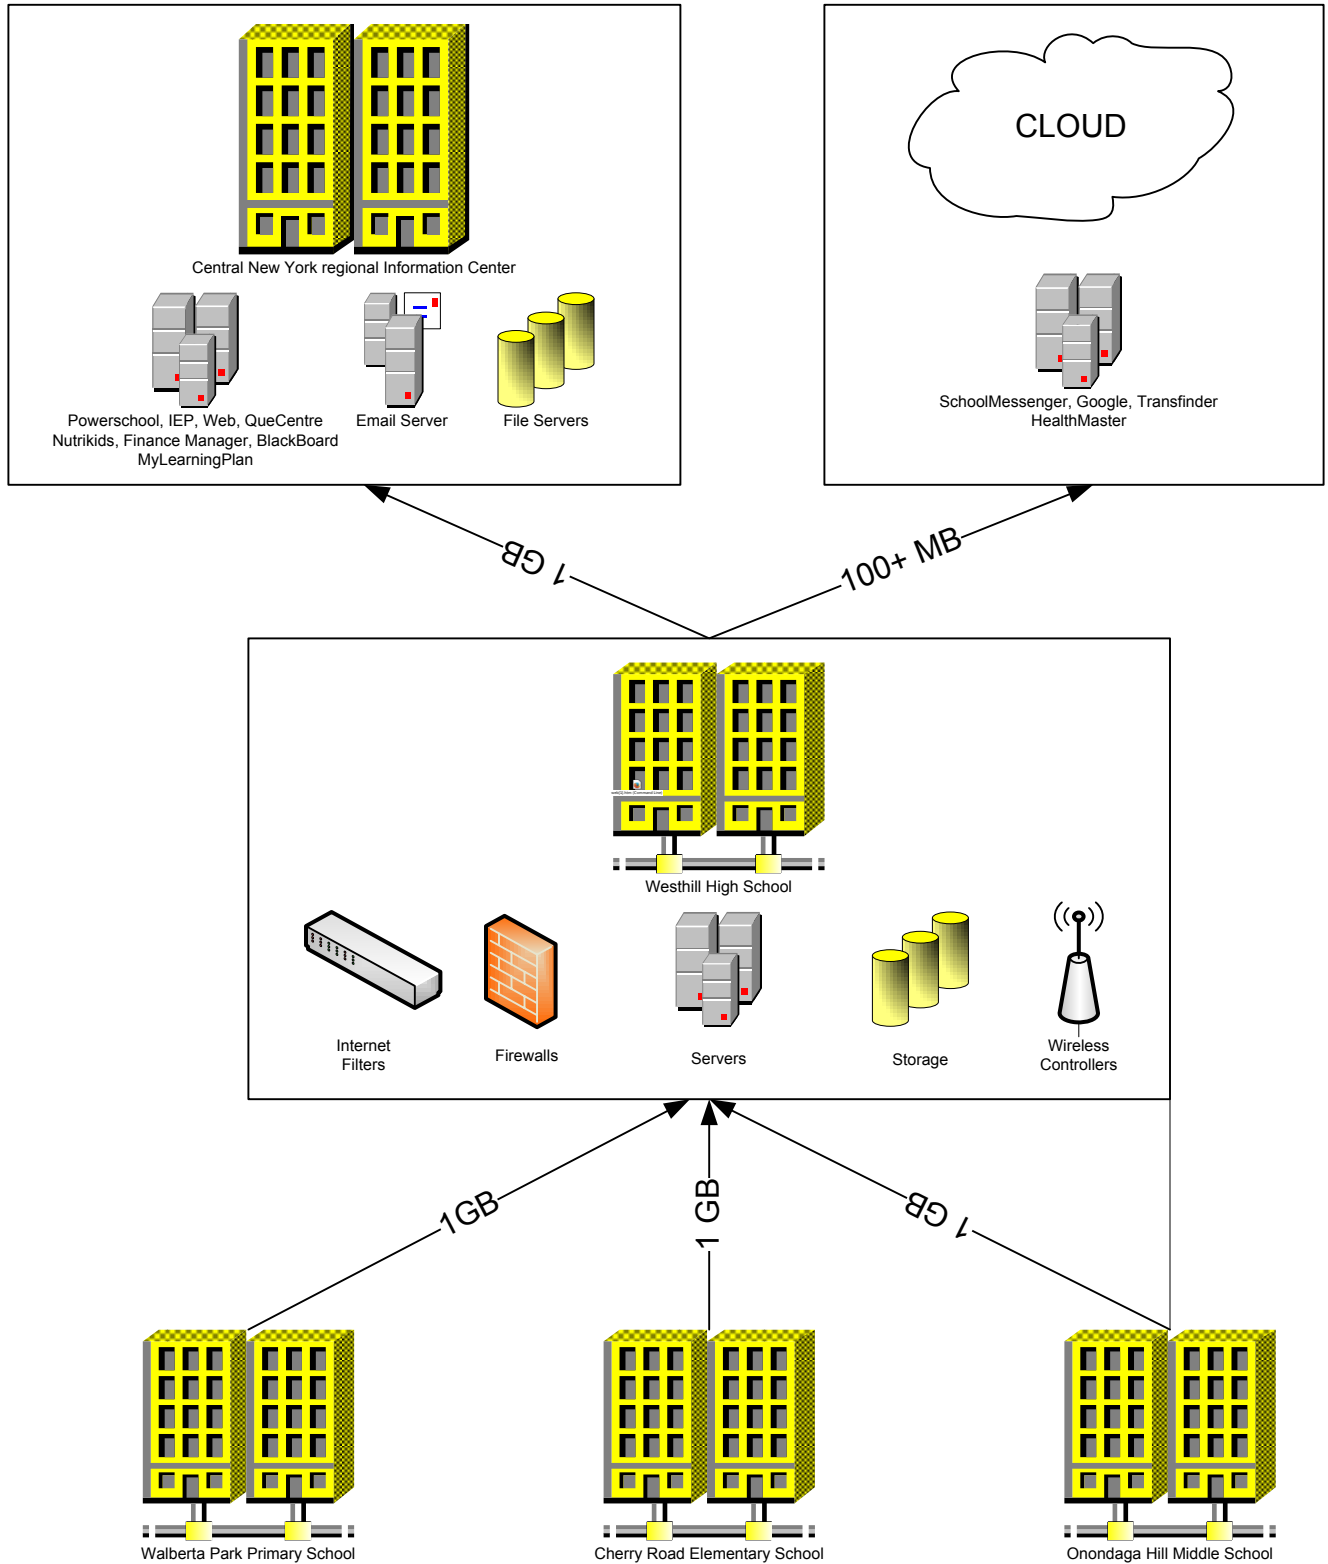 CLOUD
Central New York regional Information Center
Powerschool, IEP, Web, QueCentre
Nutrikids, Finance Manager, BlackBoard
MyLearningPlan
Email Server
File Servers
SchoolMessenger, Google, Transfinder
HealthMaster
1 GB
100+ MB
Westhill High School
Internet
Filters
Firewalls
Servers
Storage
Wireless
Controllers
1GB
1 GB
1 GB
Walberta Park Primary School
Cherry Road Elementary School
Onondaga Hill Middle School